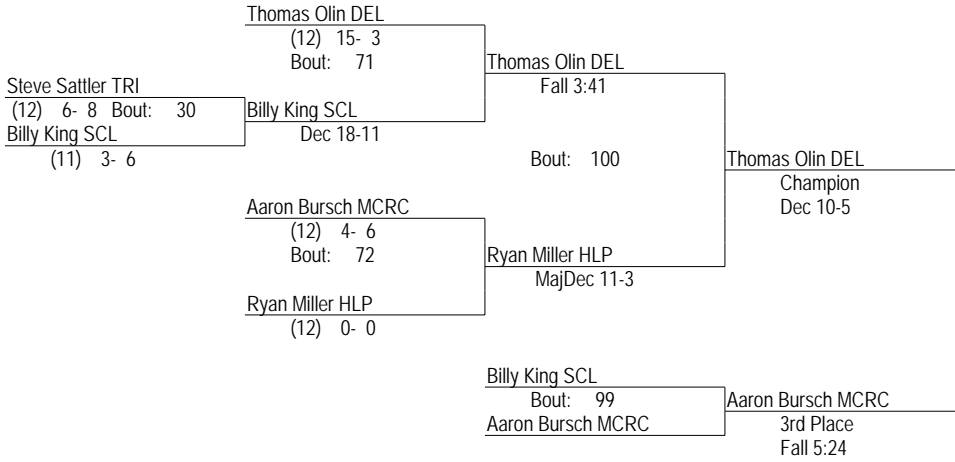 Thomas Olin DEL
(12) 15- 3
Bout: 71
Thomas Olin DEL
Fall 3:41
Steve Sattler TRI
(12) 6- 8 Bout: 30
Billy King SCL
Billy King SCL
Dec 18-11
(11) 3- 6
Bout: 100
Thomas Olin DEL
Champion
Dec 10-5
Aaron Bursch MCRC
(12) 4- 6
Bout: 72
Ryan Miller HLP
MajDec 11-3
Ryan Miller HLP
(12) 0- 0
Billy King SCL
Bout: 99
Aaron Bursch MCRC
Aaron Bursch MCRC
3rd Place
Fall 5:24